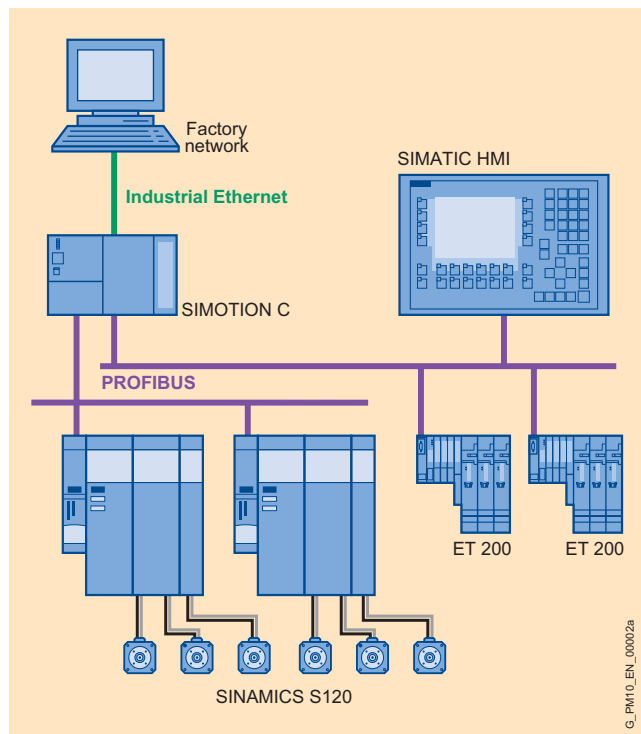 Factory
network
SIMATIC HMI
Industrial Ethernet
SIMOTION C
PROFIBUS
ET 200
ET 200
SINAMICS S120
G_PM10_EN_00002a